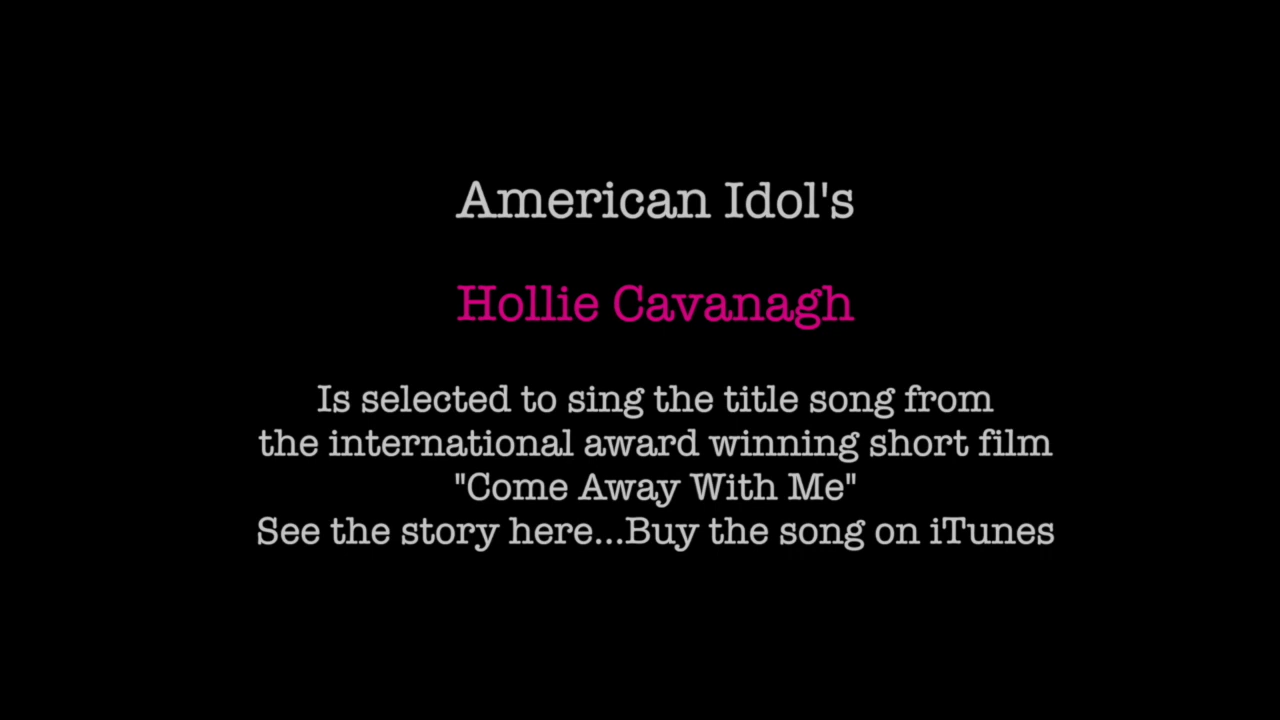 American Idol's
Hollie Cavanagh
Is selected to sing the title song from
the international award winning short film
"Come Away With Me"
See the story here...Buy the song on iTunes